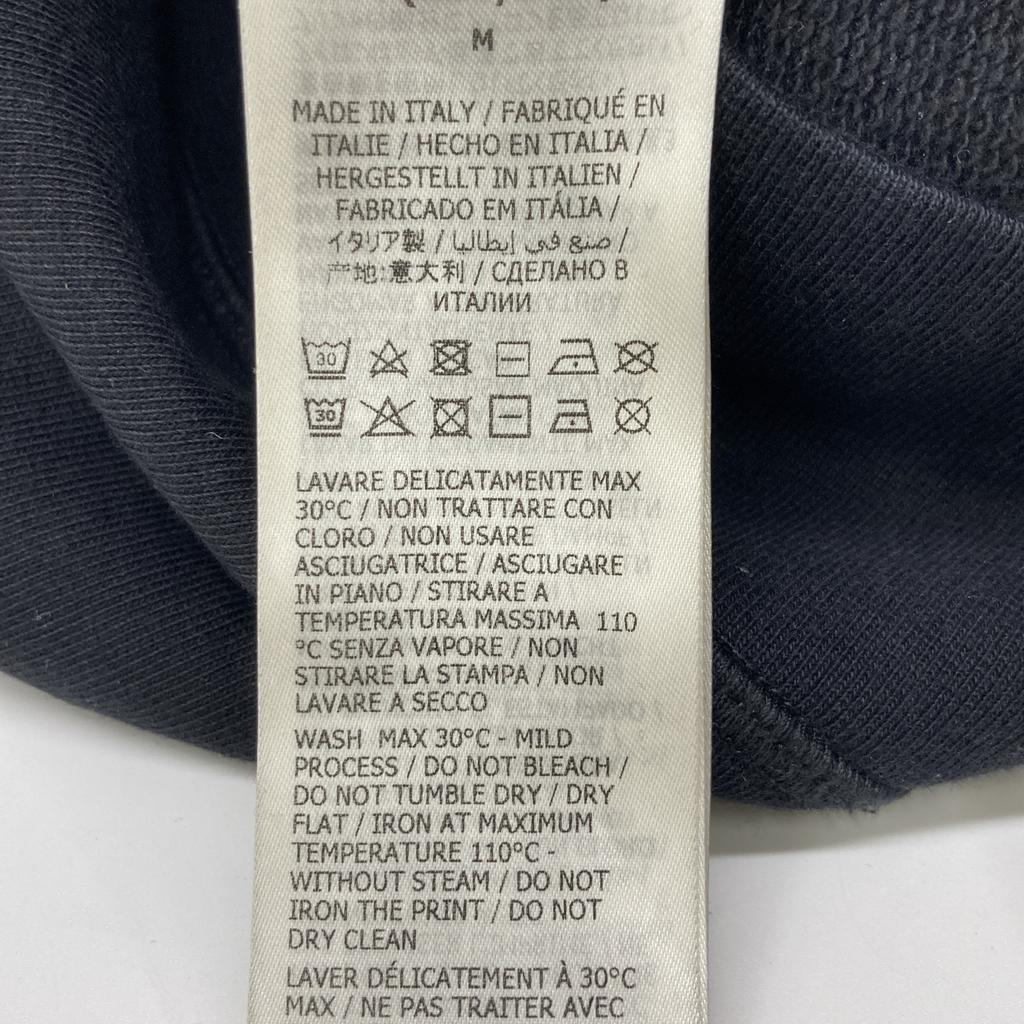 M
MADE IN ITALY / FABRIQUÉ EN
ITALIE / HECHO EN ITALIA /
HERGESTELLT IN ITALIEN /
FABRICADO EM ITÁLIA /
イタリア製 / صنع في إيطاليا /
产地:意大利 / СДЕЛАНО В
ИТАЛИИ
30
30
LAVARE DELICATAMENTE MAX
30°C / NON TRATTARE CON
CLORO / NON USARE
ASCIUGATRICE / ASCIUGARE
IN PIANO / STIRARE A
TEMPERATURA MASSIMA 110
°C SENZA VAPORE / NON
STIRARE LA STAMPA / NON
LAVARE A SECCO
WASH MAX 30°C - MILD
PROCESS / DO NOT BLEACH /
DO NOT TUMBLE DRY / DRY
FLAT / IRON AT MAXIMUM
TEMPERATURE 110°C -
WITHOUT STEAM / DO NOT
IRON THE PRINT / DO NOT
DRY CLEAN
LAVER DÉLICATEMENT À 30°C
MAX / NE PAS TRAITER AVEC